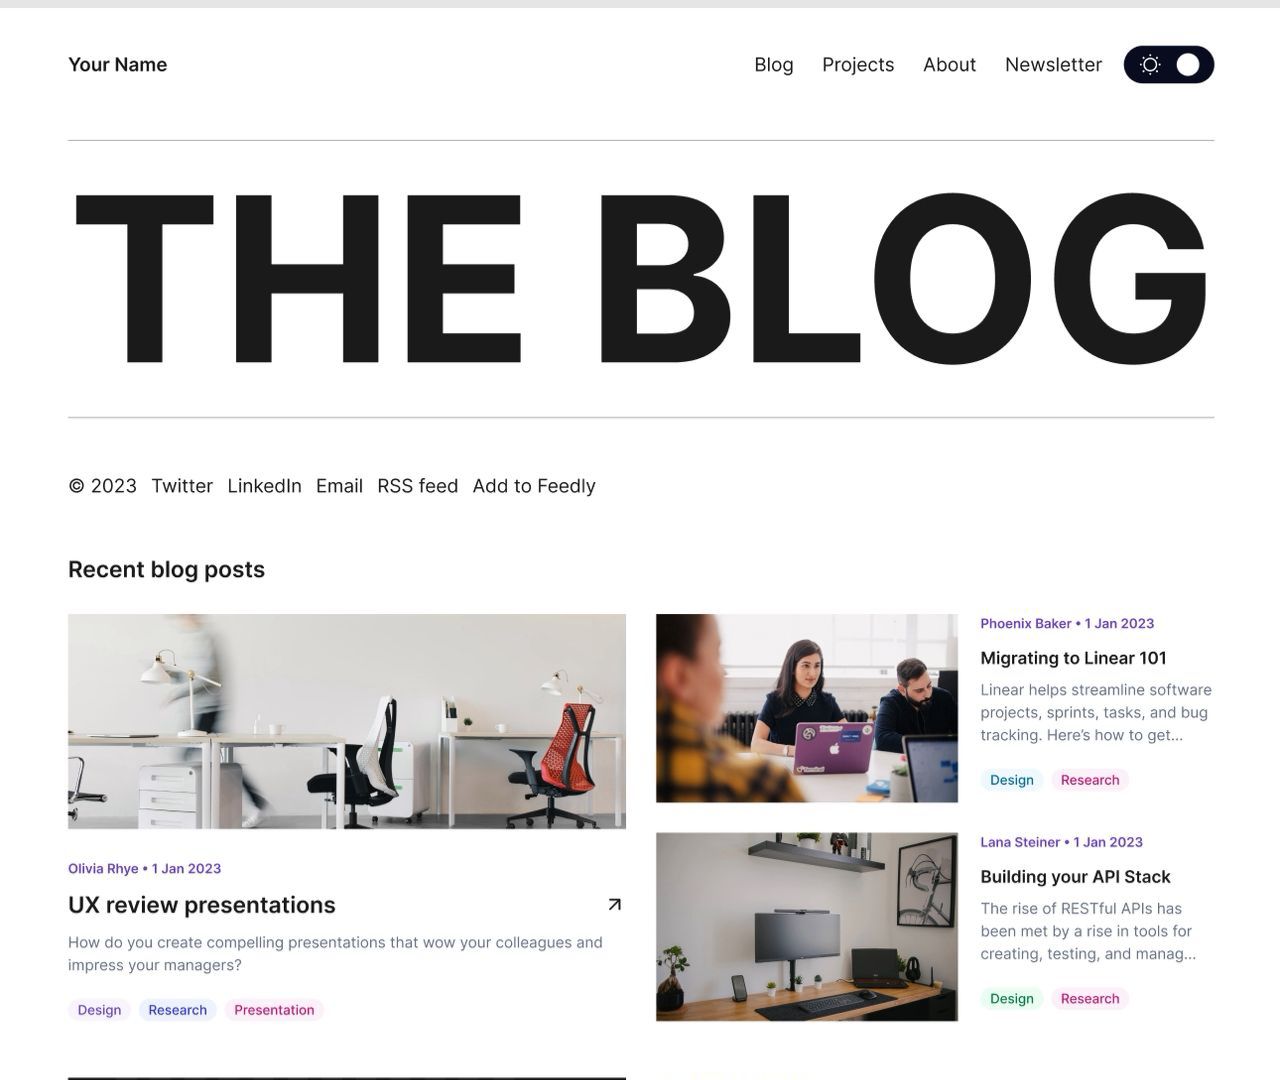 Your Name
Blog Projects About Newsletter
THE BLOG
© 2023 Twitter LinkedIn Email RSS feed Add to Feedly
Recent blog posts
Olivia Rhye • 1 Jan 2023
UX review presentations
How do you create compelling presentations that wow your colleagues and
impress your managers?
Design Research Presentation
Phoenix Baker • 1 Jan 2023
Migrating to Linear 101
Linear helps streamline software
projects, sprints, tasks, and bug
tracking. Here’s how to get...
Design Research
Lana Steiner • 1 Jan 2023
Building your API Stack
The rise of RESTful APIs has
been met by a rise in tools for
creating, testing, and manag...
Design Research